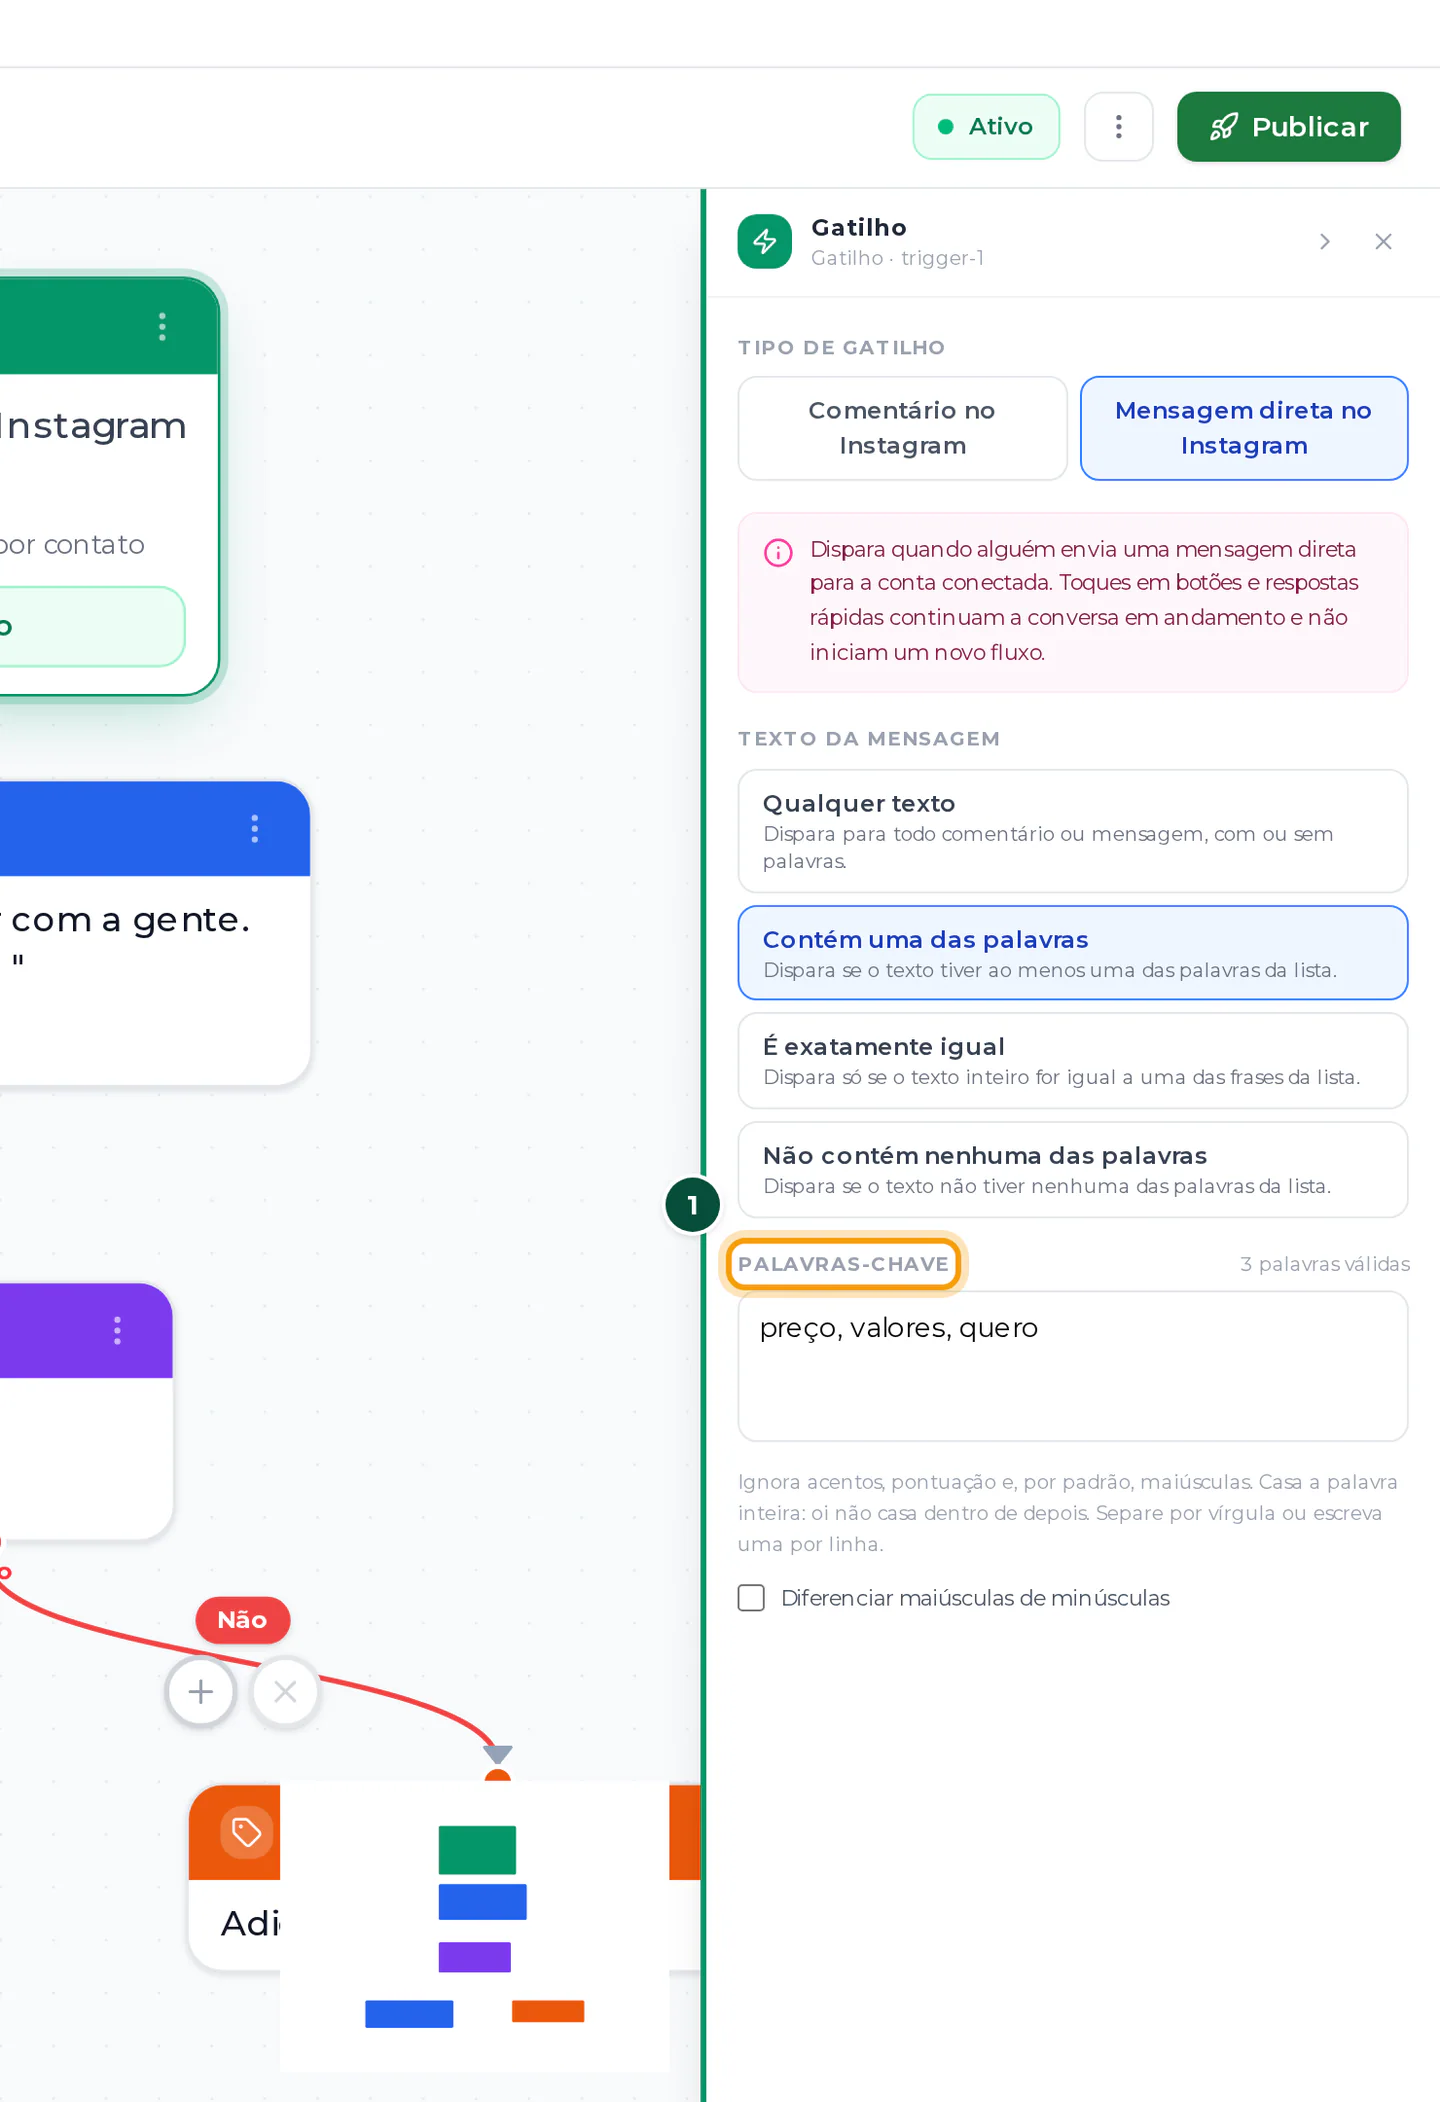 Ativo
Publicar
Gatilho
Gatilho · trigger-1
TIPO DE GATILHO
Comentário no
Instagram
Mensagem direta no
Instagram
Dispara quando alguém envia uma mensagem direta
para a conta conectada. Toques em botões e respostas
rápidas continuam a conversa em andamento e não
iniciam um novo fluxo.
TEXTO DA MENSAGEM
Qualquer texto
Dispara para todo comentário ou mensagem, com ou sem
palavras.
Contém uma das palavras
Dispara se o texto tiver ao menos uma das palavras da lista.
É exatamente igual
Dispara só se o texto inteiro for igual a uma das frases da lista.
Não contém nenhuma das palavras
Dispara se o texto não tiver nenhuma das palavras da lista.
1
PALAVRAS-CHAVE
3 palavras válidas
preço, valores, quero
Ignora acentos, pontuação e, por padrão, maiúsculas. Casa a palavra
inteira: oi não casa dentro de depois. Separe por vírgula ou escreva
uma por linha.
Diferenciar maiúsculas de minúsculas
Instagram
por contato
o
com a gente.
"
Não
Adi